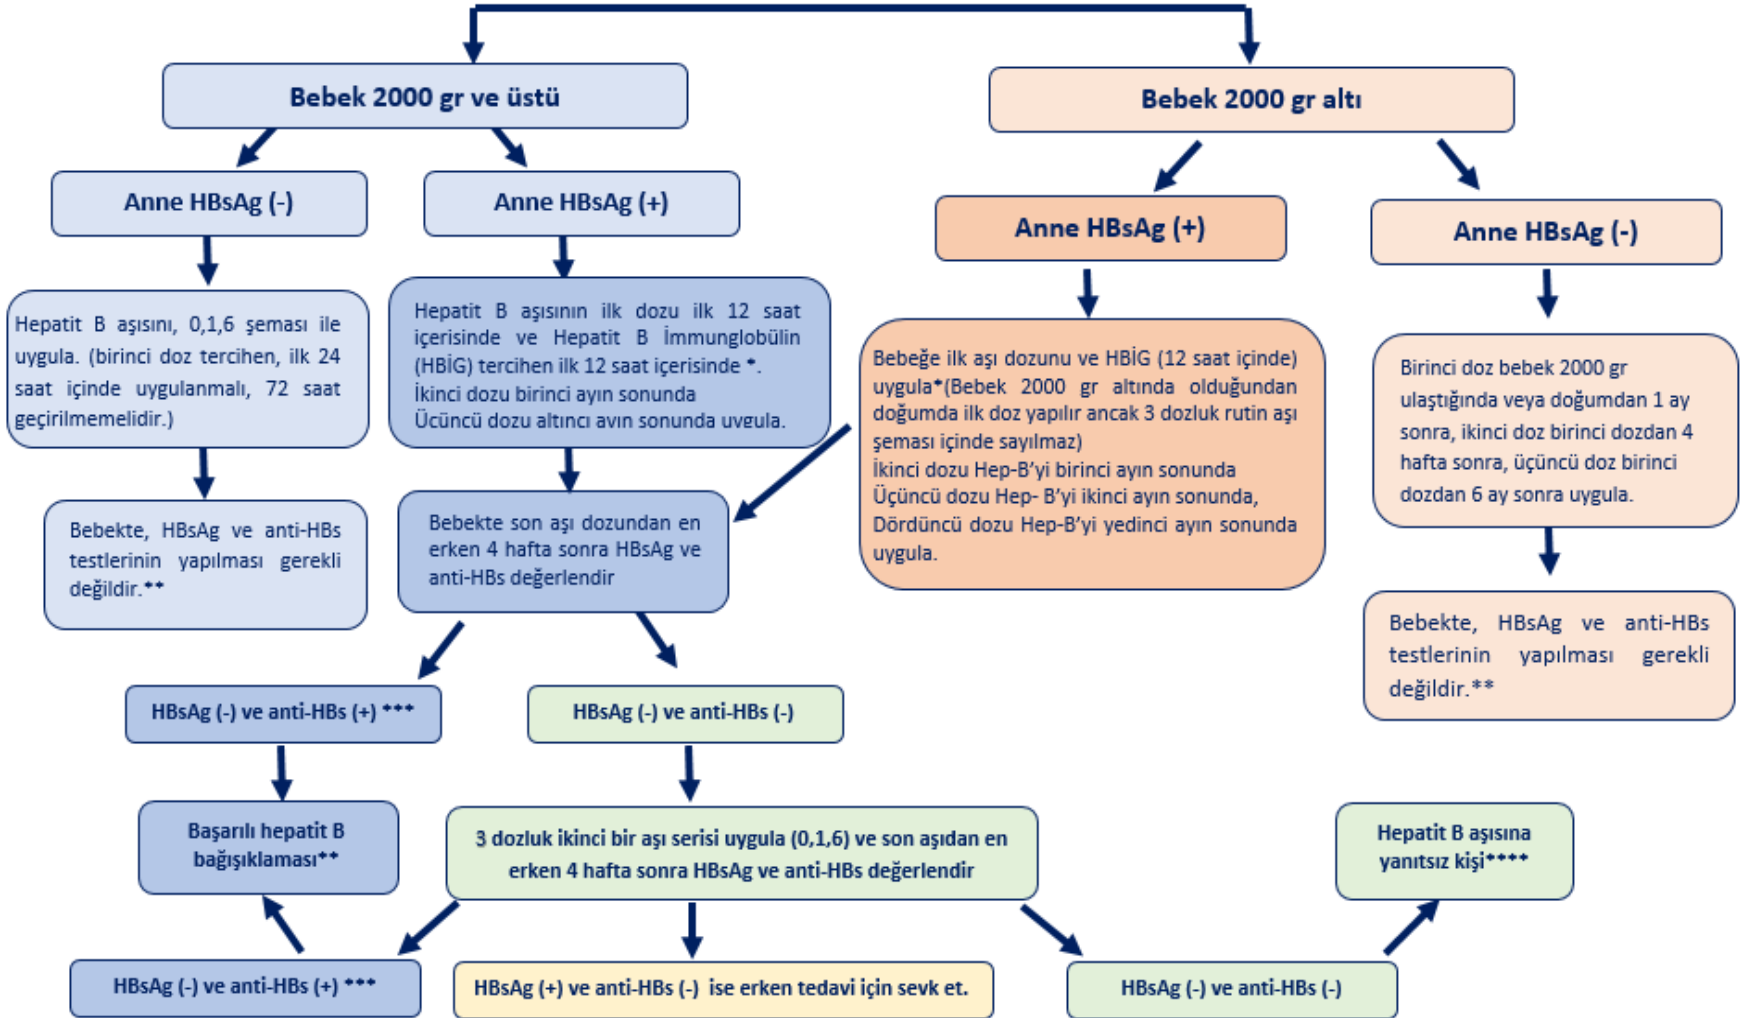 Bebek 2000 gr ve üstü
Bebek 2000 gr altı
Anne HBsAg (-)
Anne HBsAg (+)
Anne HBsAg (+)
Anne HBsAg (-)
Hepatit B aşısını, 0,1,6 şeması ile
uygula. (birinci doz tercihen, ilk 24
saat içinde uygulanmalı, 72 saat
geçirilmemelidir.)
Hepatit B aşısının ilk dozu ilk 12 saat
içerisinde ve Hepatit B İmmunglobülin
(HBİG) tercihen ilk 12 saat içerisinde *.
İkinci dozu birinci ayın sonunda
Üçüncü dozu altıncı ayın sonunda uygula.
Bebeğe ilk aşı dozunu ve HBİG (12 saat içinde)
uygula*(Bebek 2000 gr altında olduğundan
doğumda ilk doz yapılır ancak 3 dozluk rutin aşı
şeması içinde sayılmaz)
İkinci dozu Hep-B’yi birinci ayın sonunda
Üçüncü dozu Hep- B’yi ikinci ayın sonunda,
Dördüncü dozu Hep-B’yi yedinci ayın sonunda
uygula.
Birinci doz bebek 2000 gr
ulaştığında veya doğumdan 1 ay
sonra, ikinci doz birinci dozdan 4
hafta sonra, üçüncü doz birinci
dozdan 6 ay sonra uygula.
Bebekte, HBsAg ve anti-HBs
testlerinin yapılması gerekli
değildir.**
Bebekte son aşı dozundan en
erken 4 hafta sonra HBsAg ve
anti-HBs değerlendir
Bebekte, HBsAg ve anti-HBs
testlerinin yapılması gerekli
değildir.**
HBsAg (-) ve anti-HBs (+) ***
HBsAg (-) ve anti-HBs (-)
Başarılı hepatit B
bağışıklaması**
3 dozluk ikinci bir aşı serisi uygula (0,1,6) ve son aşıdan en
erken 4 hafta sonra HBsAg ve anti-HBs değerlendir
Hepatit B aşısına
yanıtsız kişi****
HBsAg (-) ve anti-HBs (+) ***
HBsAg (+) ve anti-HBs (-) ise erken tedavi için sevk et.
HBsAg (-) ve anti-HBs (-)